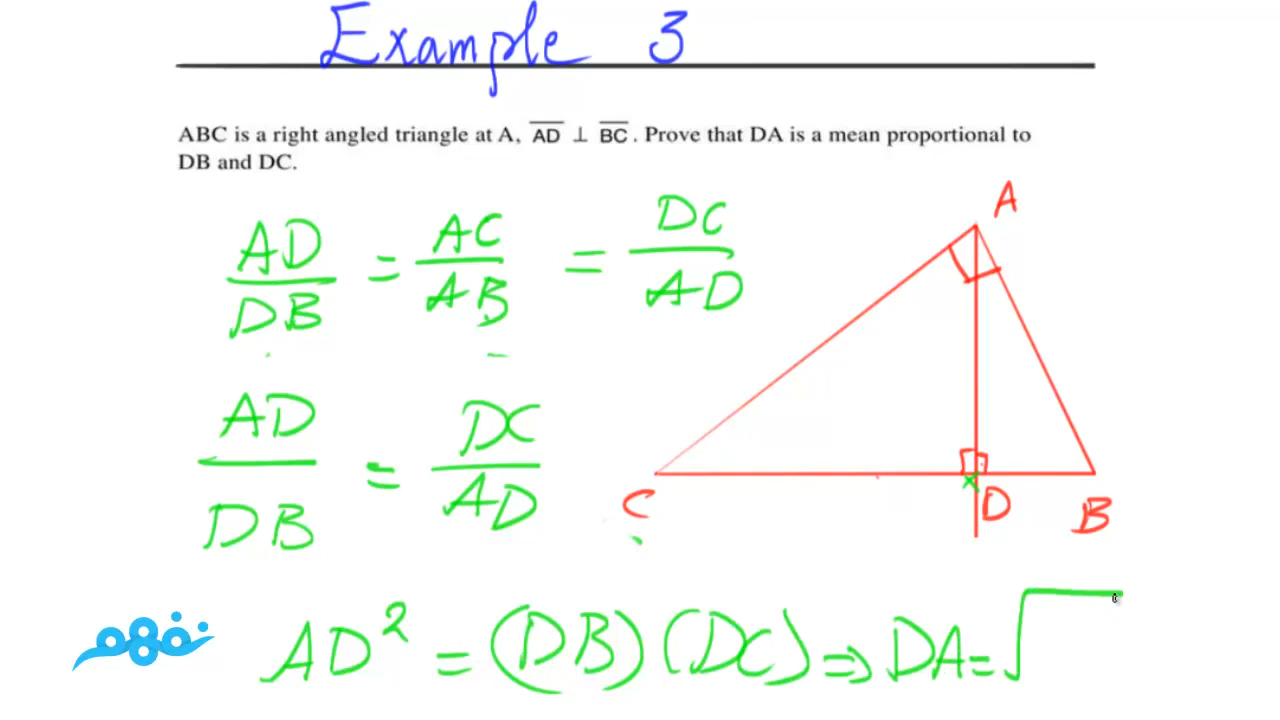 Example 3
ABC is a right angled triangle at A, AD ⊥ BC. Prove that DA is a mean proportional to
DB and DC.
AD/DB = AC/AB = DC/AD
AD/DB = DC/AD
A
C
D
B
AD² = (DB)(DC) ⇒ DA = √
نفهم